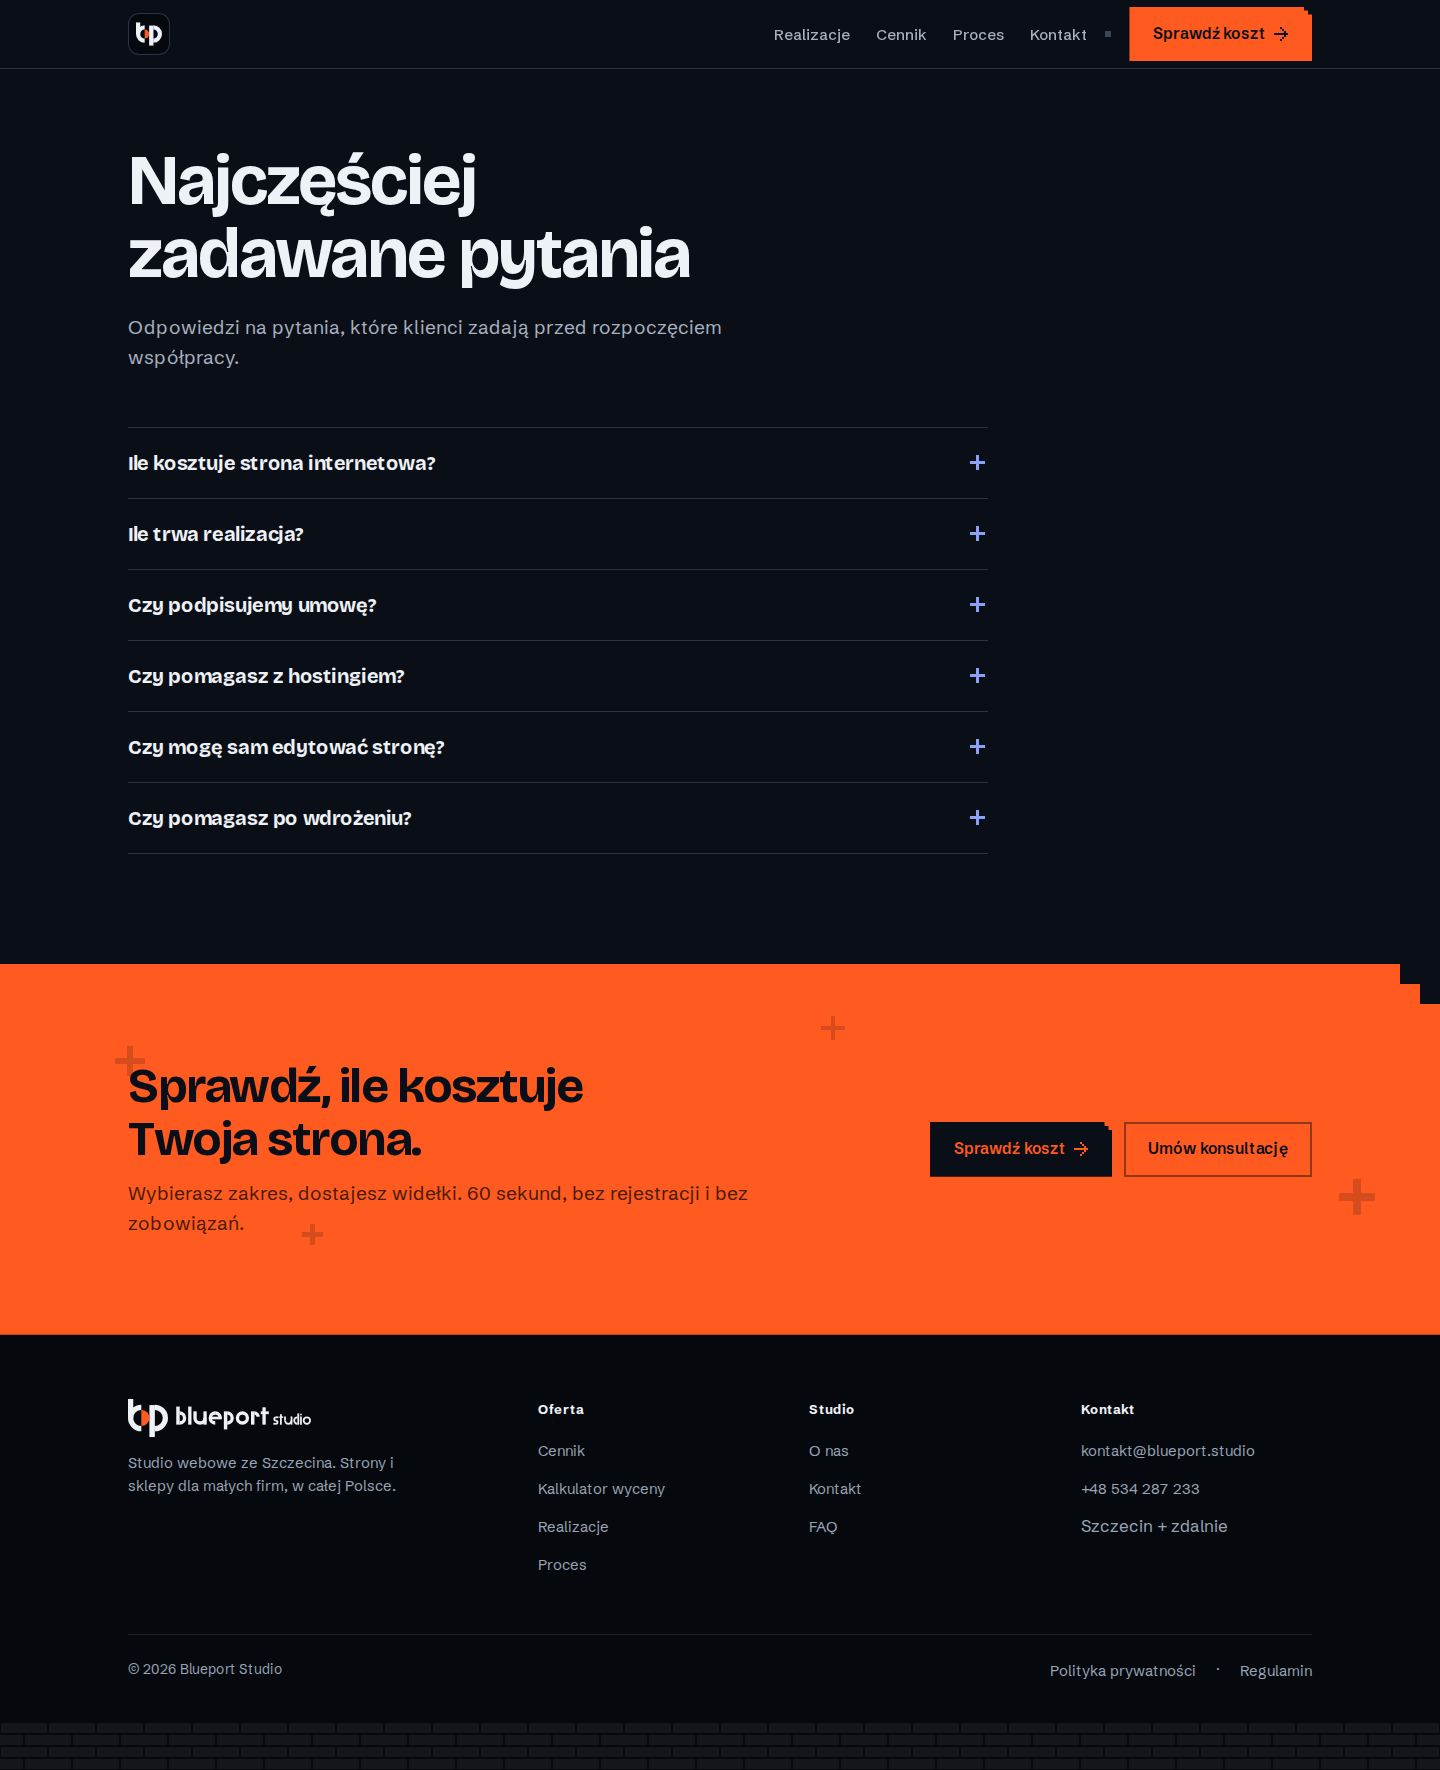 bp
Realizacje Cennik Proces Kontakt Sprawdź koszt
Najczęściej
zadawane pytania
Odpowiedzi na pytania, które klienci zadają przed rozpoczęciem
współpracy.
Ile kosztuje strona internetowa?
Ile trwa realizacja?
Czy podpisujemy umowę?
Czy pomagasz z hostingiem?
Czy mogę sam edytować stronę?
Czy pomagasz po wdrożeniu?
Sprawdź, ile kosztuje
Twoja strona.
Wybierasz zakres, dostajesz widełki. 60 sekund, bez rejestracji i bez
zobowiązań.
Sprawdź koszt
Umów konsultację
bp blueport studio
Studio webowe ze Szczecina. Strony i
sklepy dla małych firm, w całej Polsce.
Oferta
Cennik
Kalkulator wyceny
Realizacje
Proces
Studio
O nas
Kontakt
FAQ
Kontakt
kontakt@blueport.studio
+48 534 287 233
Szczecin + zdalnie
© 2026 Blueport Studio
Polityka prywatności · Regulamin